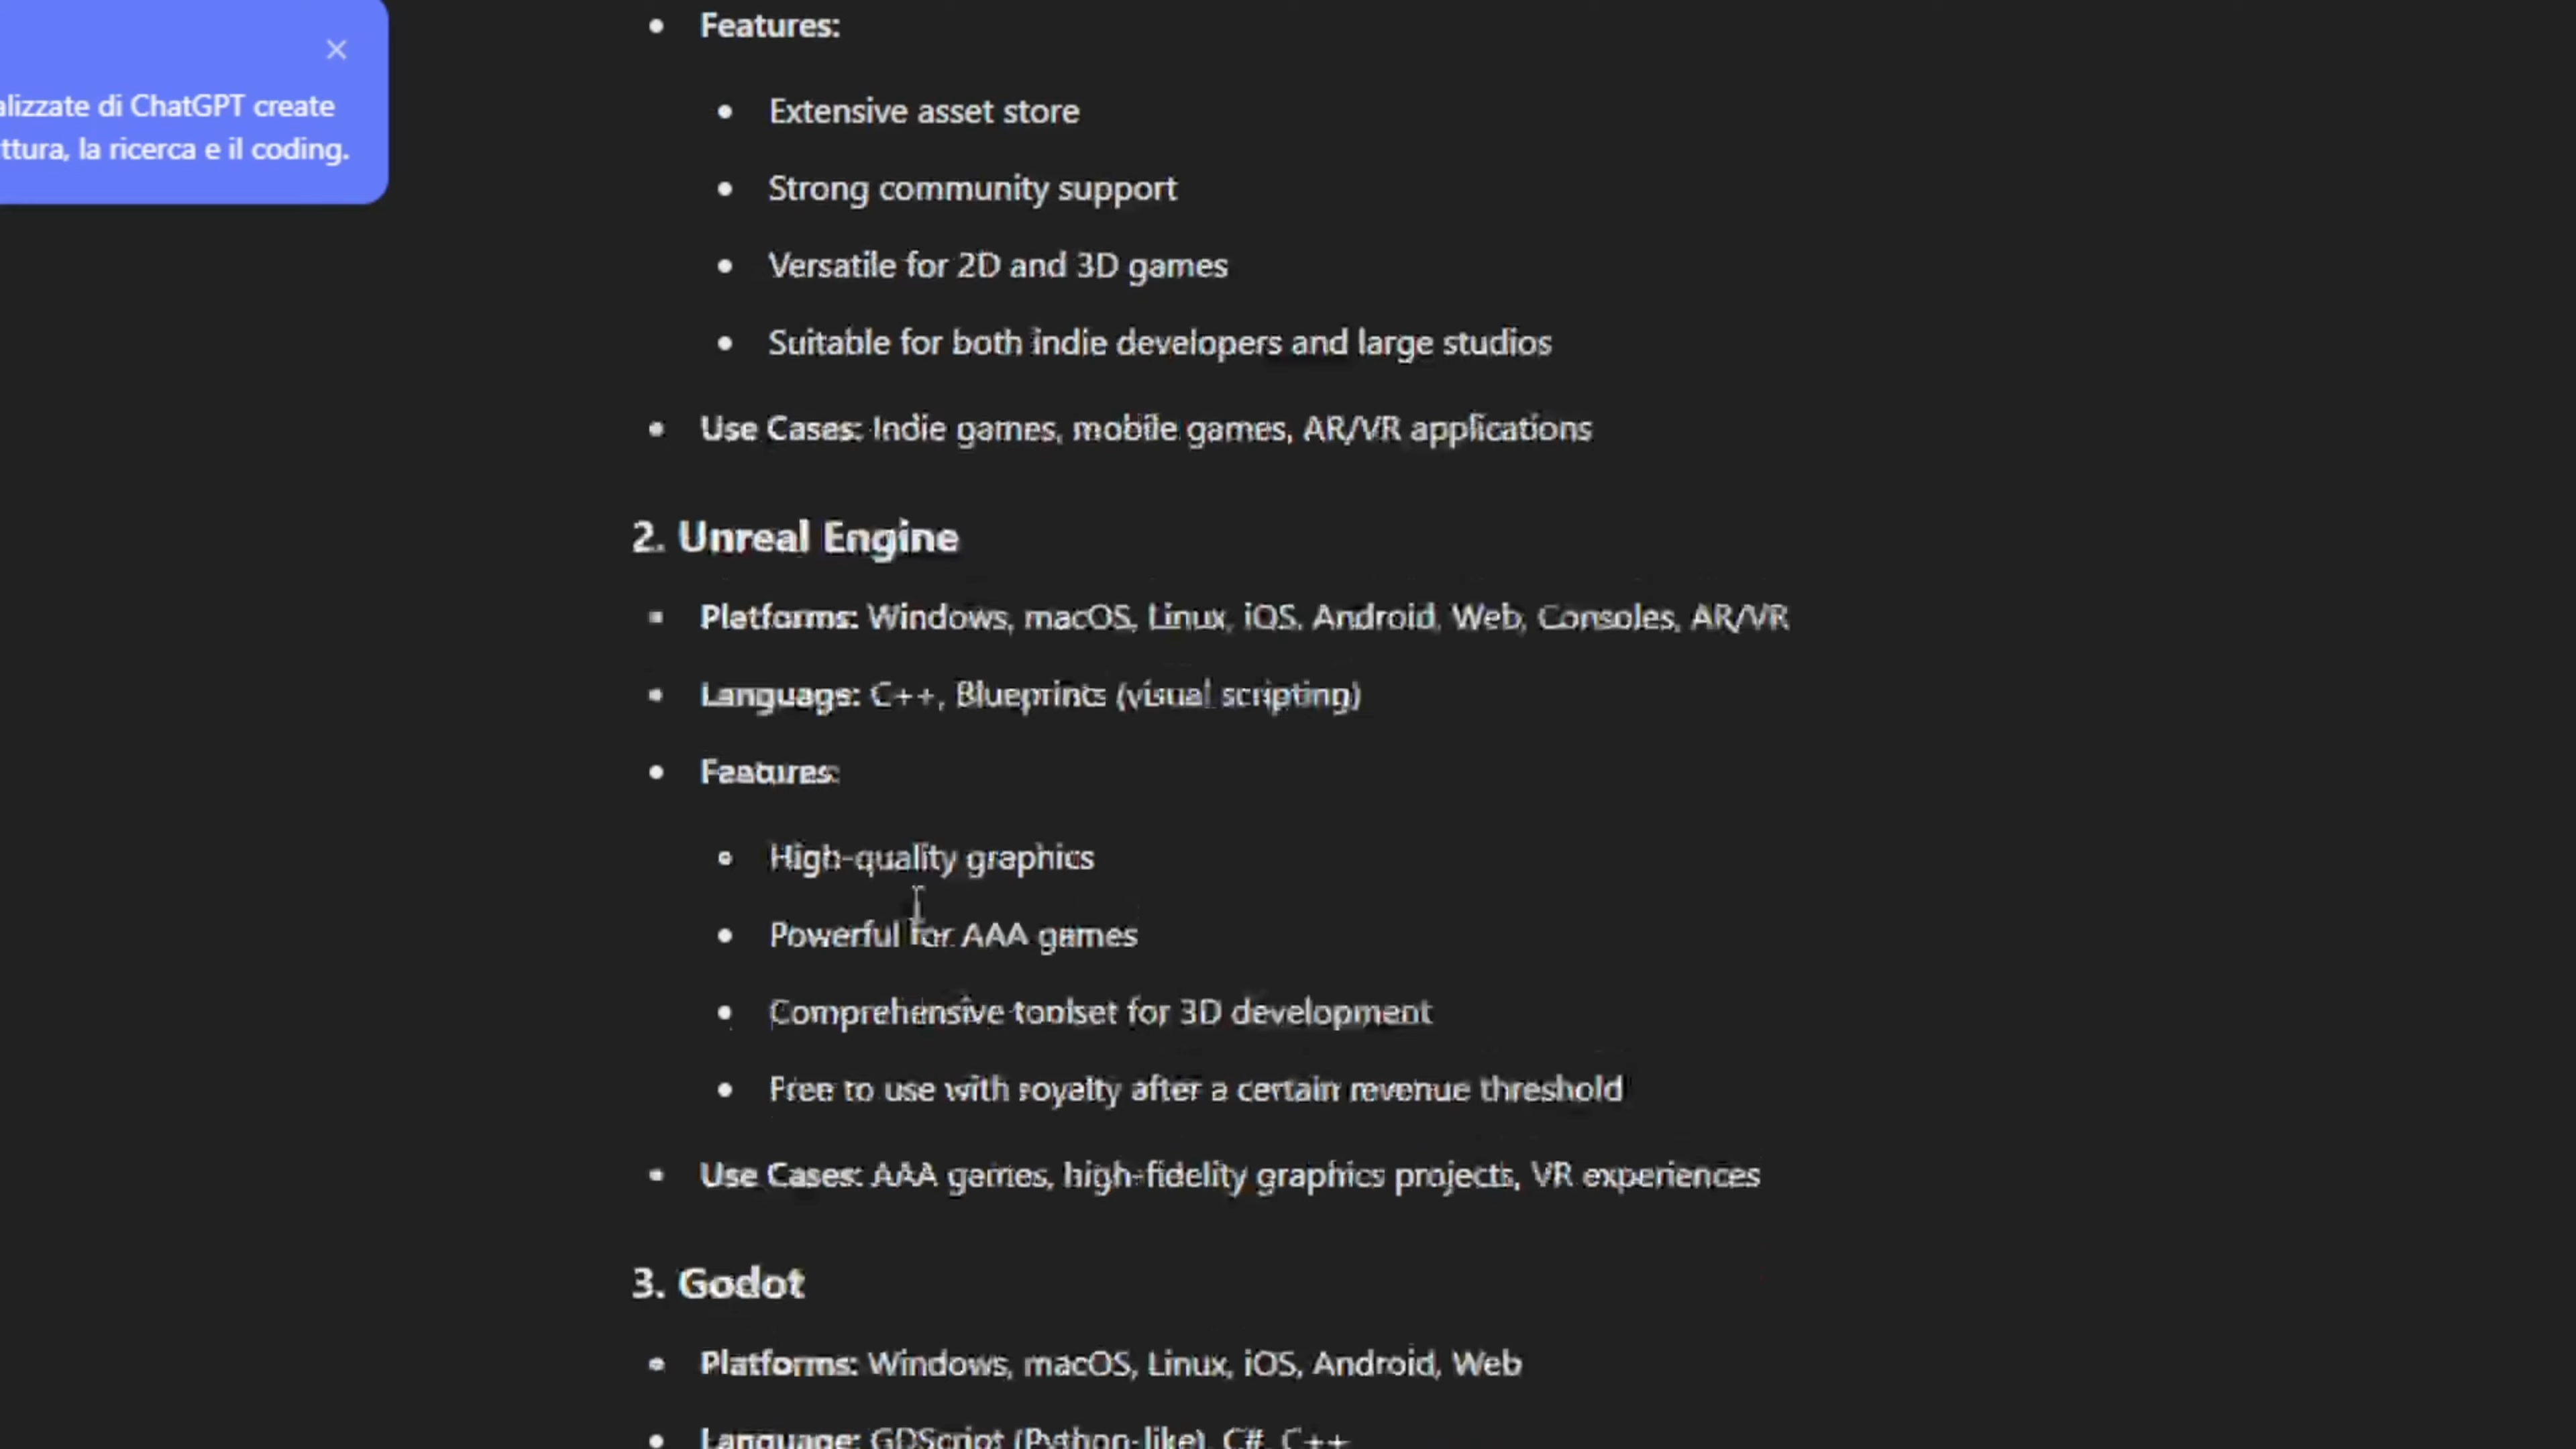 alizzate di ChatGPT create
ttura, la ricerca e il coding.
Features:
Extensive asset store
Strong community support
Versatile for 2D and 3D games
Suitable for both indie developers and large studios
Use Cases: Indie games, mobile games, AR/VR applications
2. Unreal Engine
Platforms: Windows, macOS, Linux, iOS, Android, Web, Consoles, AR/VR
Language: C++, Blueprints (visual scripting)
Features:
High-quality graphics
Powerful for AAA games
Comprehensive toolset for 3D development
Free to use with royalty after a certain revenue threshold
Use Cases: AAA games, high-fidelity graphics projects, VR experiences
3. Godot
Platforms: Windows, macOS, Linux, iOS, Android, Web
Language: GDScript (Python-like), C#, C++